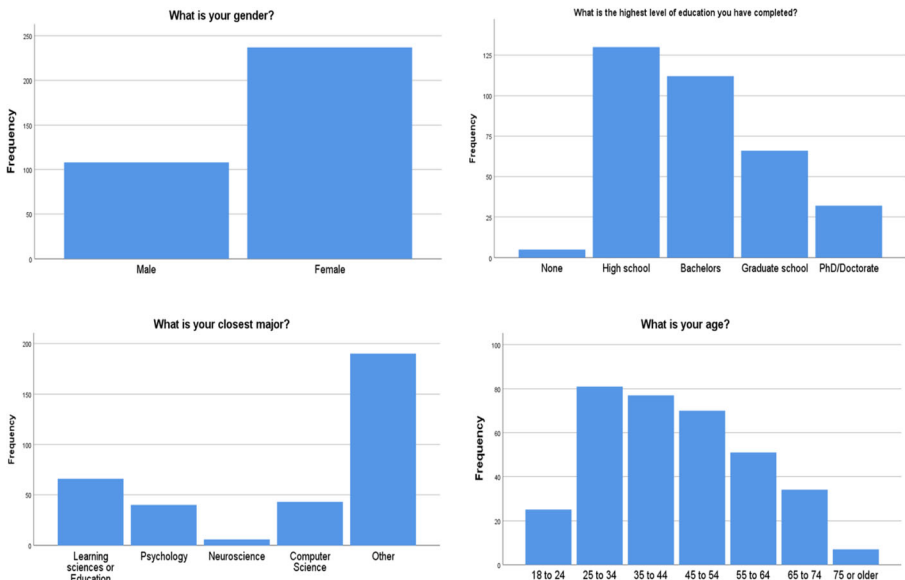 What is your gender?
Frequency
250
200
150
100
50
0
Male
Female
What is the highest level of education you have completed?
Frequency
125
100
75
50
25
0
None
High school
Bachelors
Graduate school
PhD/Doctorate
What is your closest major?
Frequency
200
150
100
50
0
Learning
sciences or
Education
Psychology
Neuroscience
Computer
Science
Other
What is your age?
Frequency
100
80
60
40
20
0
18 to 24
25 to 34
35 to 44
45 to 54
55 to 64
65 to 74
75 or older